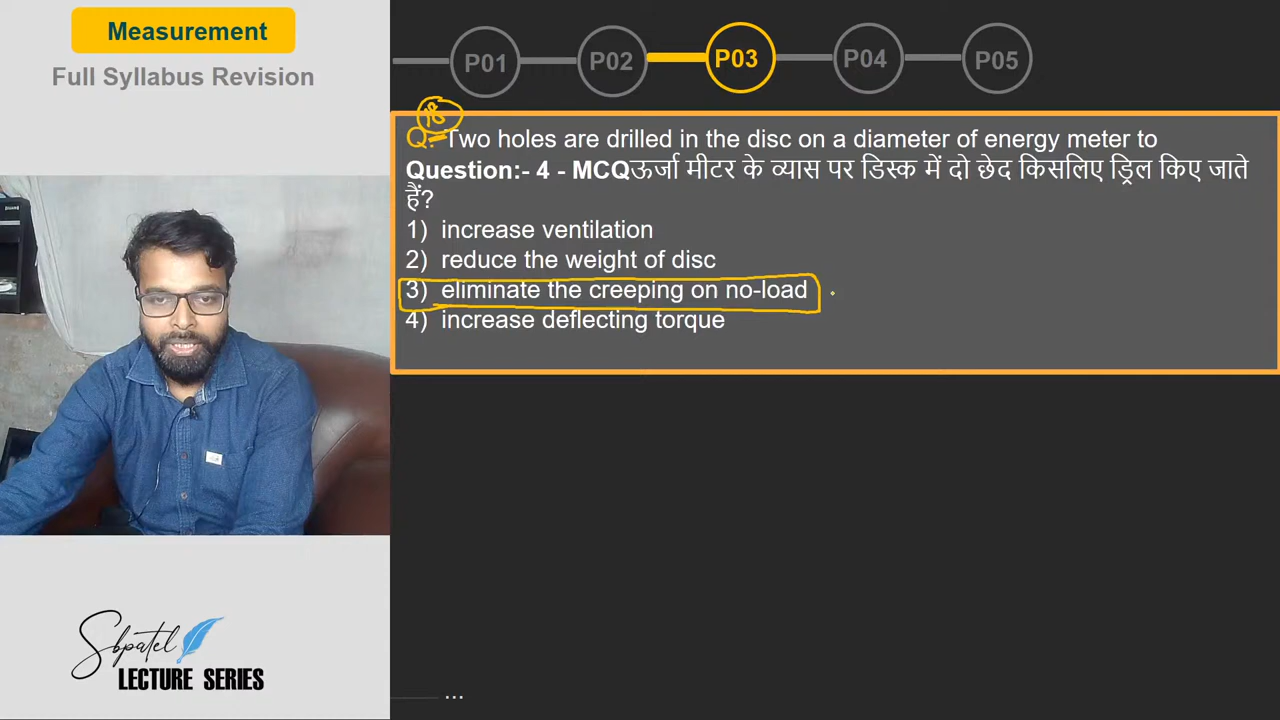 Measurement
Full Syllabus Revision
P01 P02 P03 P04 P05
18
Q. Two holes are drilled in the disc on a diameter of energy meter to
Question:- 4 - MCQऊर्जा मीटर के व्यास पर डिस्क में दो छेद किसलिए ड्रिल किए जाते
हैं?
1) increase ventilation
2) reduce the weight of disc
3) eliminate the creeping on no-load
4) increase deflecting torque
Sbpatel
LECTURE SERIES
...